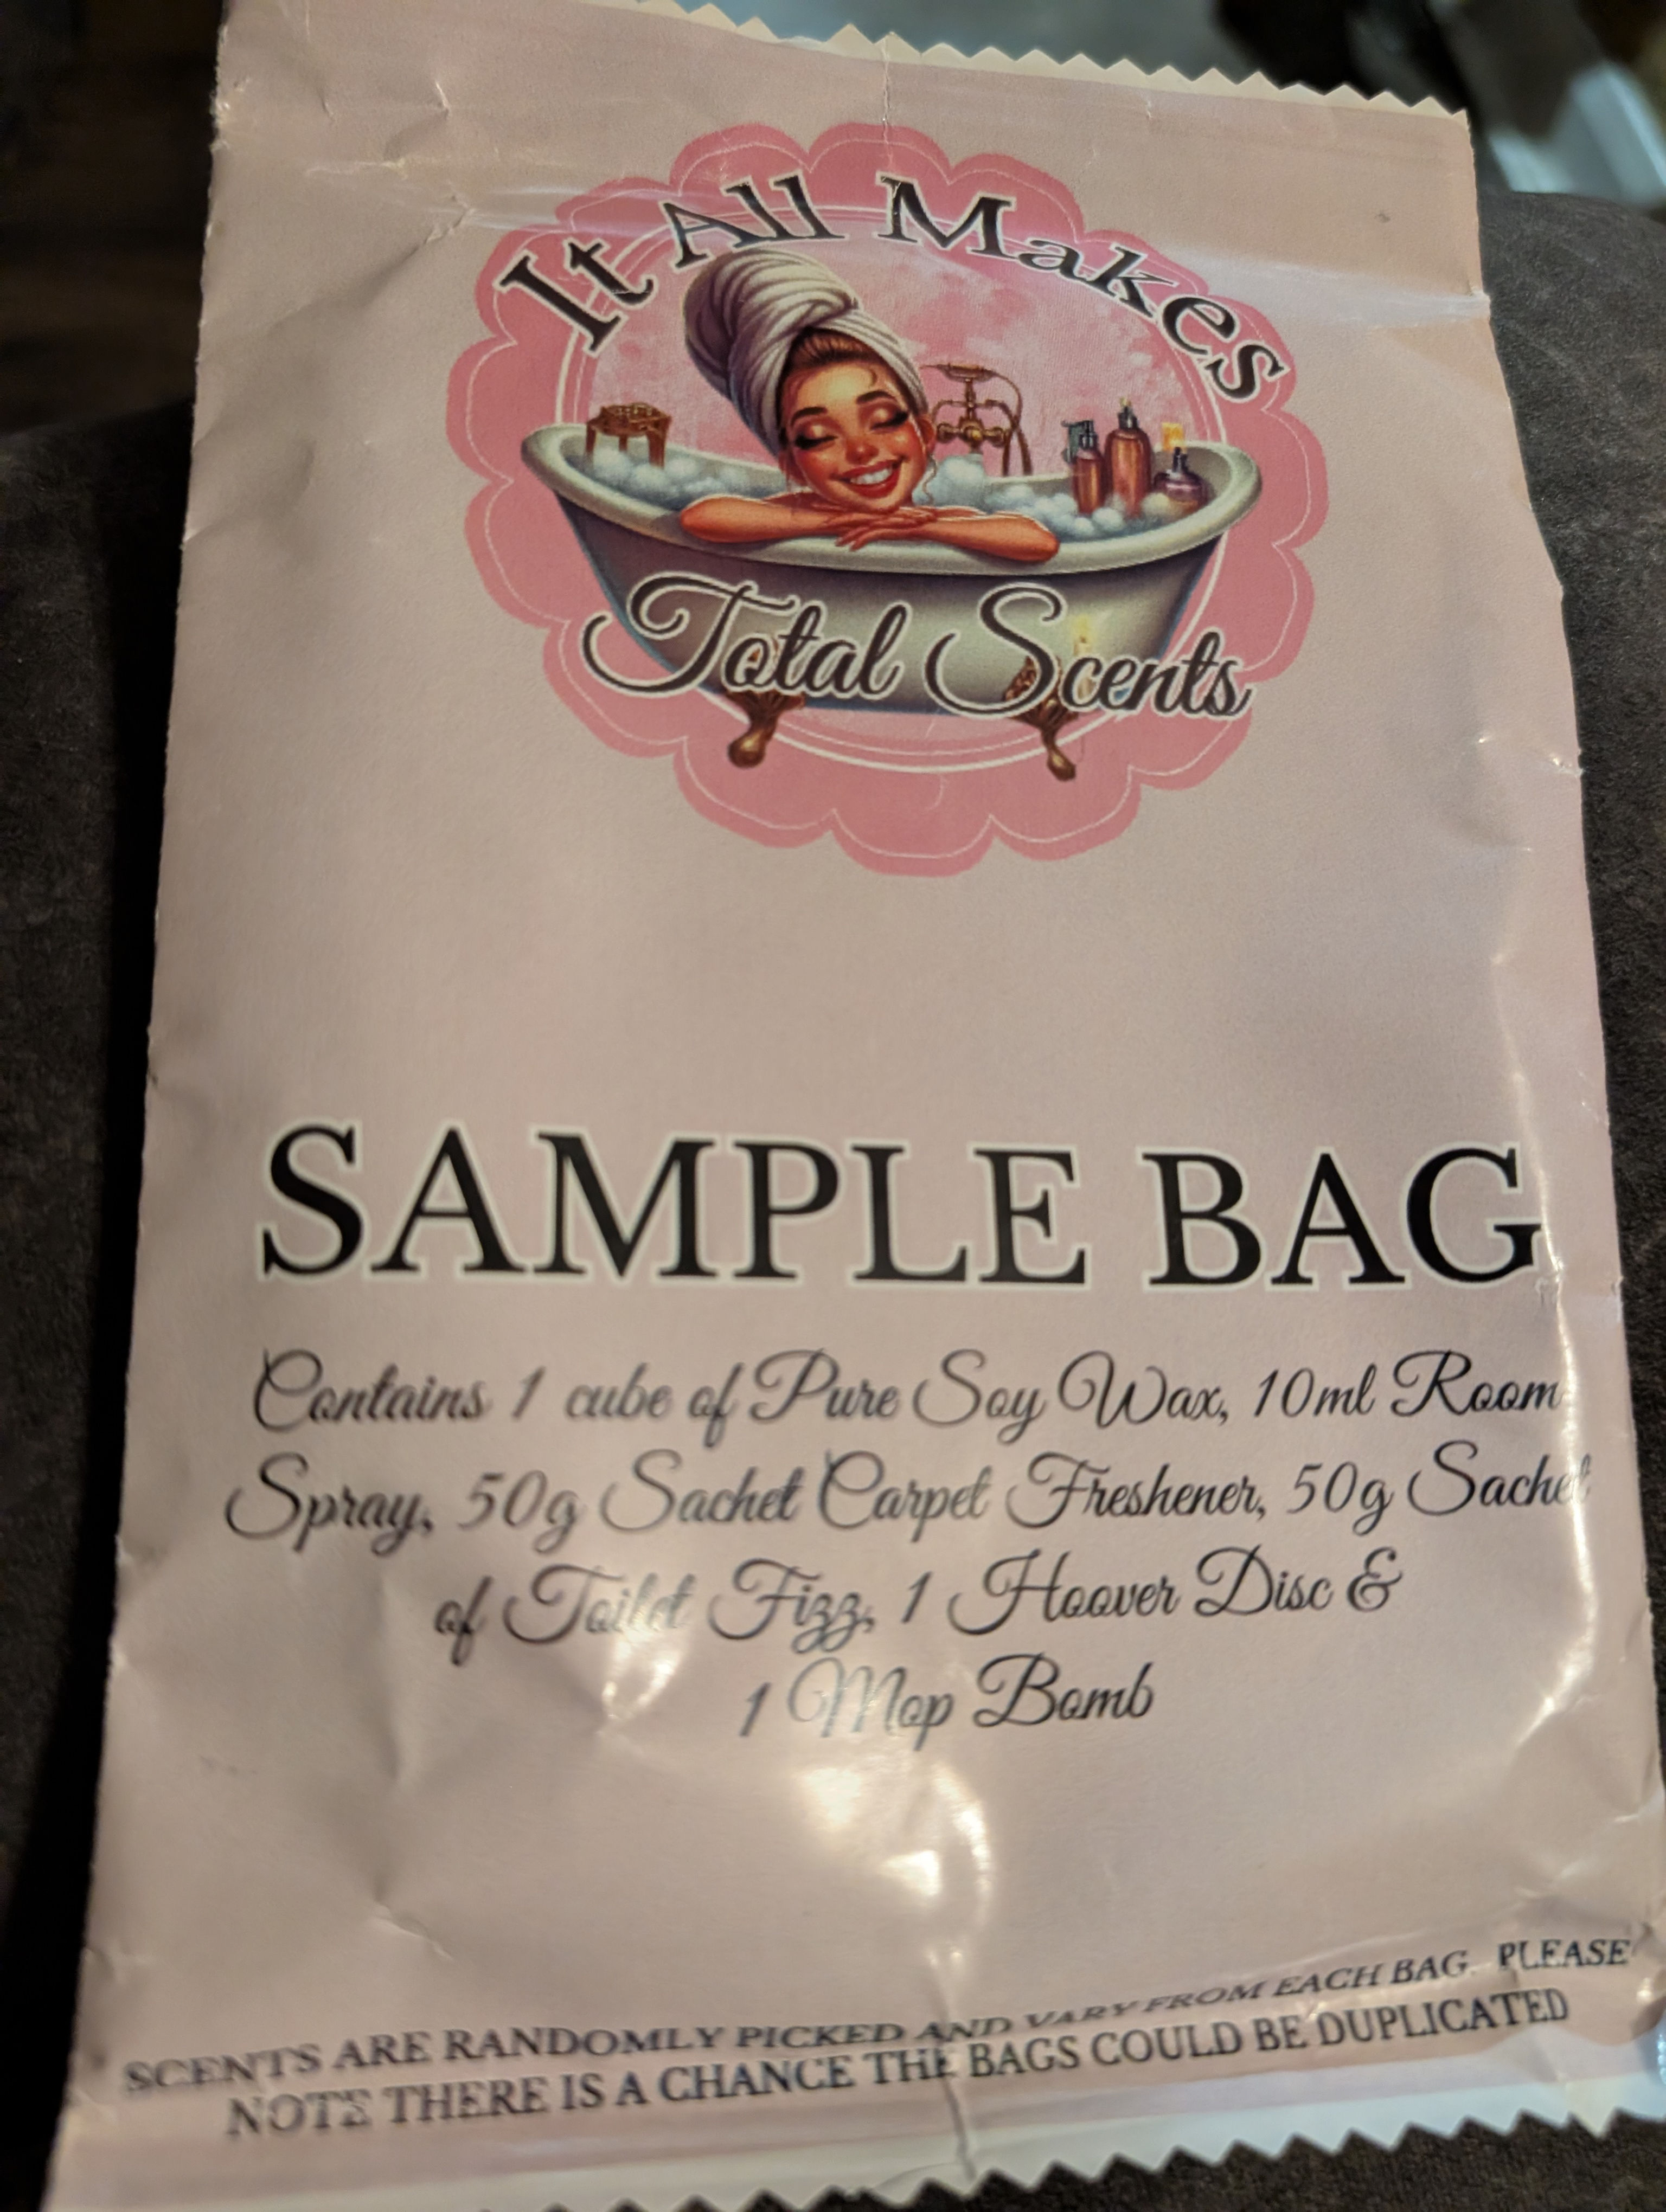 It All Makes
Total Scents
SAMPLE BAG
Contains 1 cube of Pure Soy Wax, 10ml Room
Spray, 50g Sachet Carpet Freshener, 50g Sachet
of Toilet Fizz, 1 Hoover Disc &
1 Mop Bomb
SCENTS ARE RANDOMLY PICKED AND VARY FROM EACH BAG. PLEASE
NOTE THERE IS A CHANCE THE BAGS COULD BE DUPLICATED